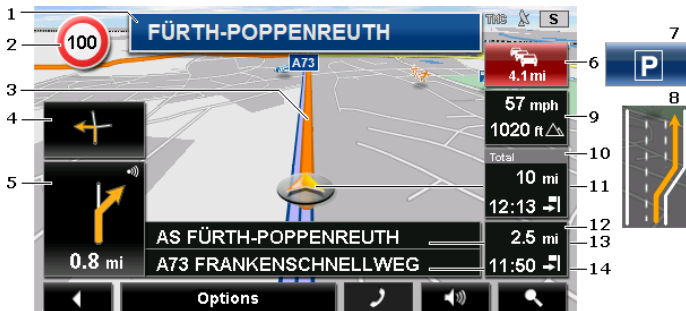 1
FÜRTH-POPPENREUTH
TMC S
7
2
100
A73
4.1 mi
6
P
8
3
57 mph
1020 ft
9
4
Total
10
5
10 mi
12:13
11
12
AS FÜRTH-POPPENREUTH
2.5 mi
13
0.8 mi
A73 FRANKENSCHNELLWEG
11:50
14
Options